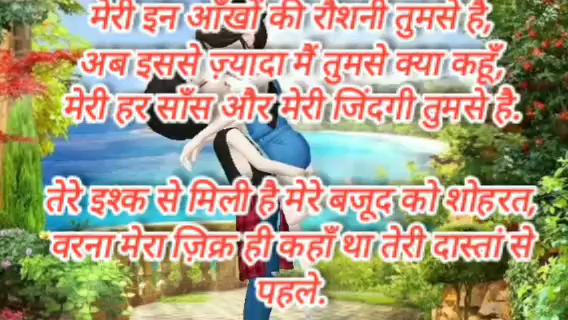 मेरी इन आँखों की रौशनी तुमसे है,
अब इससे ज़्यादा मैं तुमसे क्या कहूँ,
मेरी हर साँस और मेरी जिंदगी तुमसे है.
तेरे इश्क से मिली है मेरे बजूद को शोहरत,
वरना मेरा ज़िक्र ही कहाँ था तेरी दास्तां से
पहले.